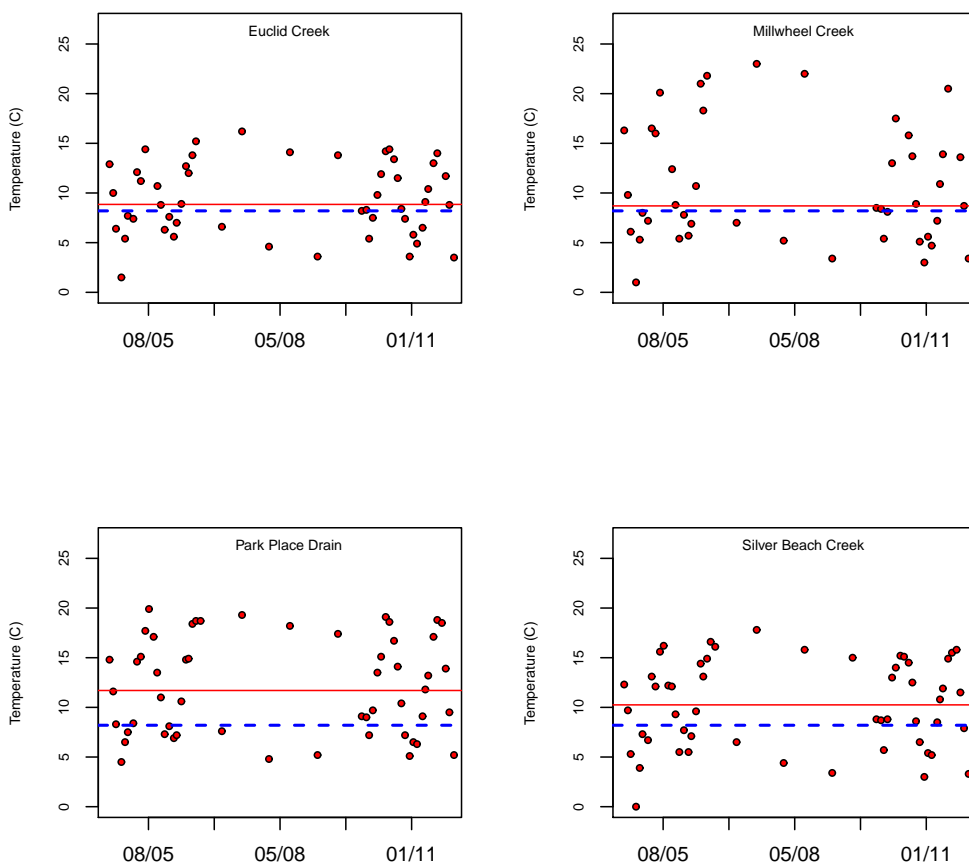 Euclid Creek
Temperature (C)
25
20
15
10
5
0
08/05 05/08 01/11
Millwheel Creek
Temperature (C)
25
20
15
10
5
0
08/05 05/08 01/11
Park Place Drain
Temperature (C)
25
20
15
10
5
0
08/05 05/08 01/11
Silver Beach Creek
Temperature (C)
25
20
15
10
5
0
08/05 05/08 01/11